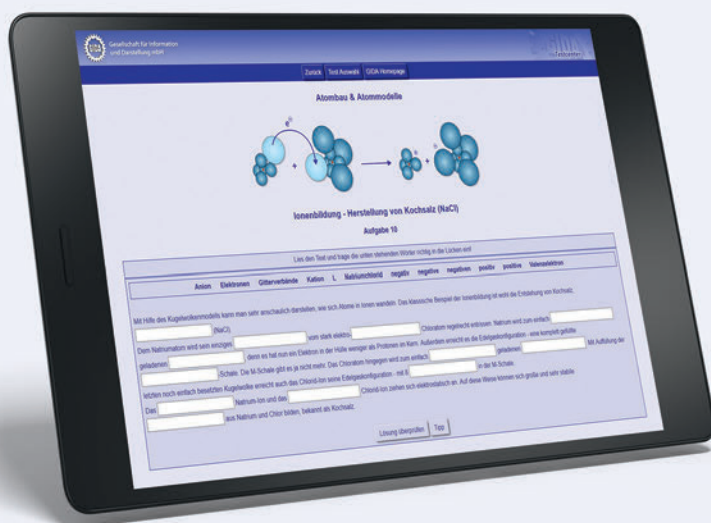 GIDA Gesellschaft für Information
und Darstellung mbH
GIDA
Testcenter
Zurück Test Auswahl GIDA Homepage
Atombau & Atommodelle
e⊖
+ +
Ionenbildung - Herstellung von Kochsalz (NaCl)
Aufgabe 10
Lies den Text und trage die unten stehenden Wörter richtig in die Lücken ein!
Anion Elektronen Gitterverbände Kation L Natriumchlorid negativ negative negativen positiv positive Valenzelektron
Mit Hilfe des Kugelwolkenmodells kann man sehr anschaulich darstellen, wie sich Atome in Ionen wandeln. Das klassische Beispiel der Ionenbildung ist wohl die Entstehung von Kochsalz,
(NaCl).
Dem Natriumatom wird sein einziges vom stark elektro- Chloratom regelrecht entrissen. Natrium wird zum einfach
geladenen , denn es hat nun ein Elektron in der Hülle weniger als Protonen im Kern. Außerdem erreicht es die Edelgaskonfiguration - eine komplett gefüllte
-Schale. Die M-Schale gibt es ja nicht mehr. Das Chloratom hingegen wird zum einfach geladenen . Mit Auffüllung der
letzten noch einfach besetzten Kugelwolke erreicht auch das Chlorid-Ion seine Edelgaskonfiguration - mit 8 in der M-Schale.
Das Natrium-Ion und das Chlorid-Ion ziehen sich elektrostatisch an. Auf diese Weise können sich große und sehr stabile
aus Natrium und Chlor bilden, bekannt als Kochsalz.
Lösung überprüfen Tipp